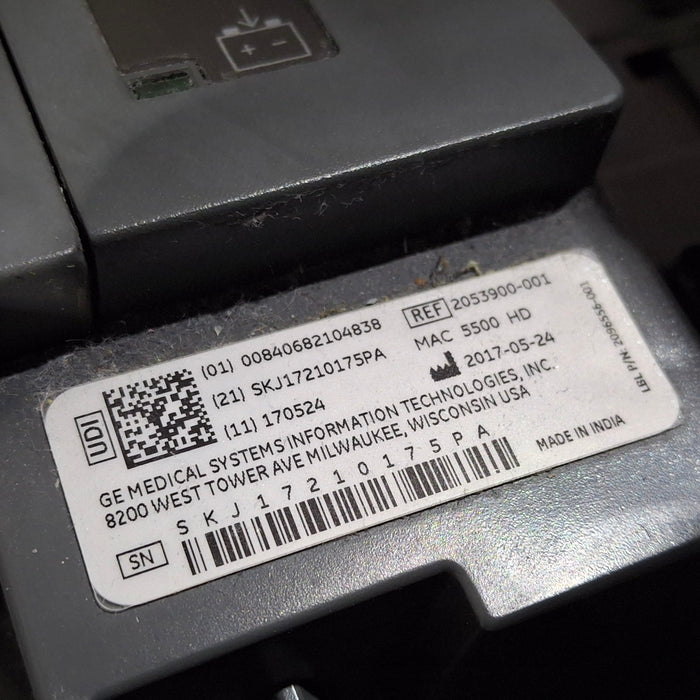 UDI
(01) 00840682104838
(21) SKJ17210175PA
(11) 170524
REF 2053900-001
MAC 5500 HD
2017-05-24
GE MEDICAL SYSTEMS INFORMATION TECHNOLOGIES, INC.
8200 WEST TOWER AVE MILWAUKEE, WISCONSIN USA
SN
SKJ17210175PA
MADE IN INDIA
LBL P/N: 2096556-001